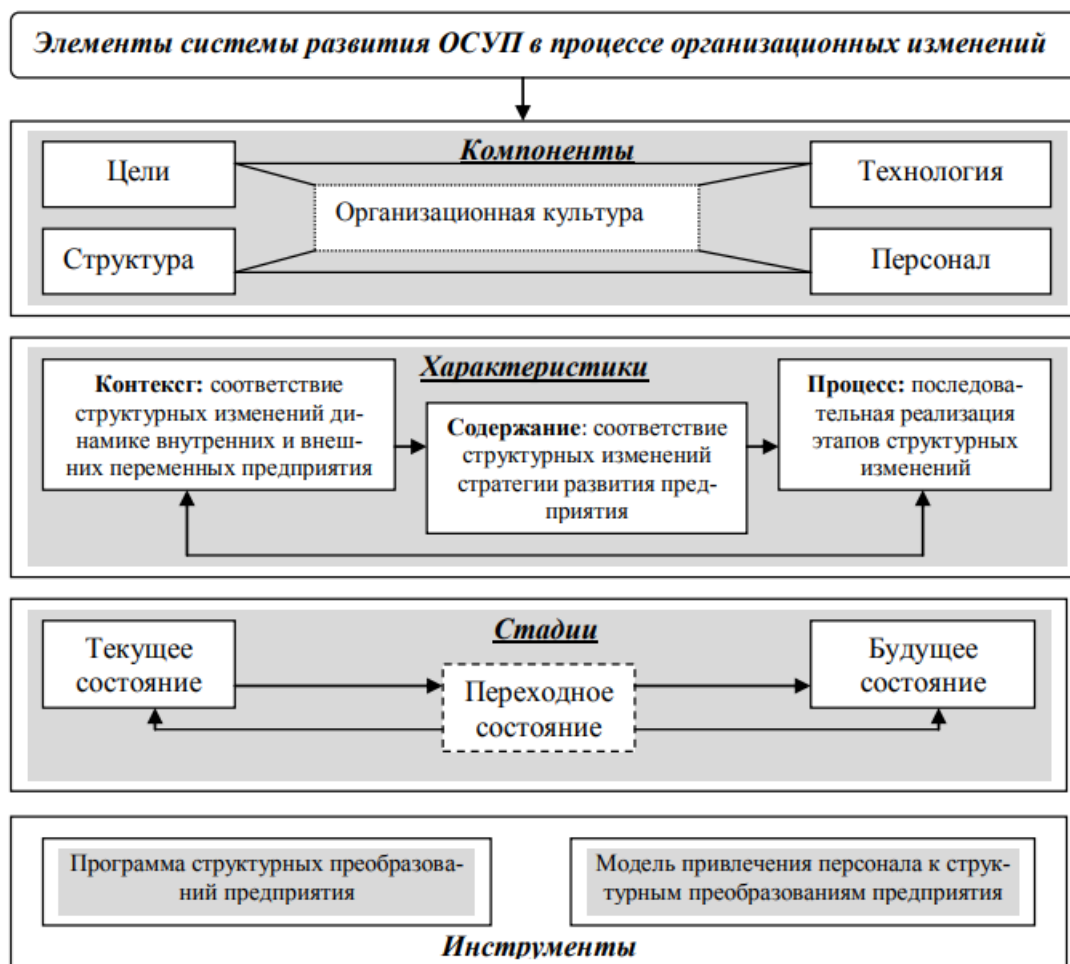 Элементы системы развития ОСУП в процессе организационных изменений
Компоненты
Цели
Технология
Организационная культура
Структура
Персонал
Характеристики
Контексг: соответствие
структурных изменений ди-
намике внутренних и внеш-
них переменных предприятия
Содержание: соответствие
структурных изменений
стратегии развития пред-
приятия
Процесс: последова-
тельная реализация
этапов структурных
изменений
Стадии
Текущее
состояние
Переходное
состояние
Будущее
состояние
Программа структурных преобразова-
ний предприятия
Модель привлечения персонала к струк-
турным преобразованиям предприятия
Инструменты